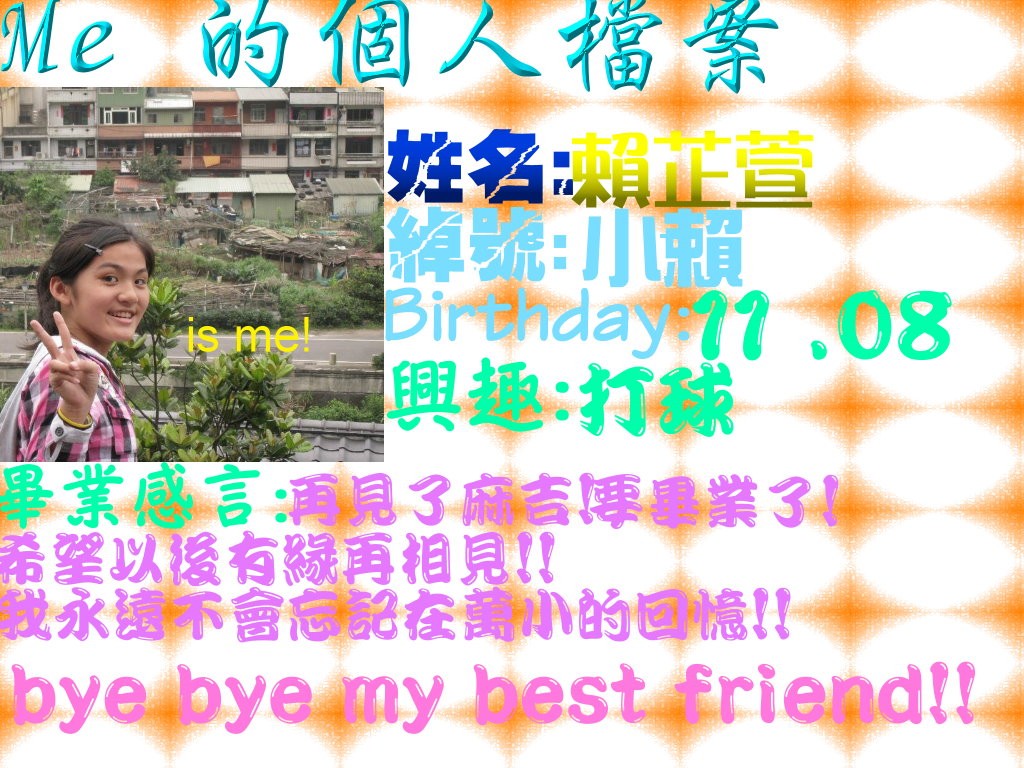 Me 的個人檔案
姓名:賴芷萱
綽號:小賴
Birthday:11 .08
is me!
興趣:打球
畢業感言:再見了麻吉!要畢業了!
希望以後有緣再相見!!
我永遠不會忘記在萬小的回憶!!
bye bye my best friend!!